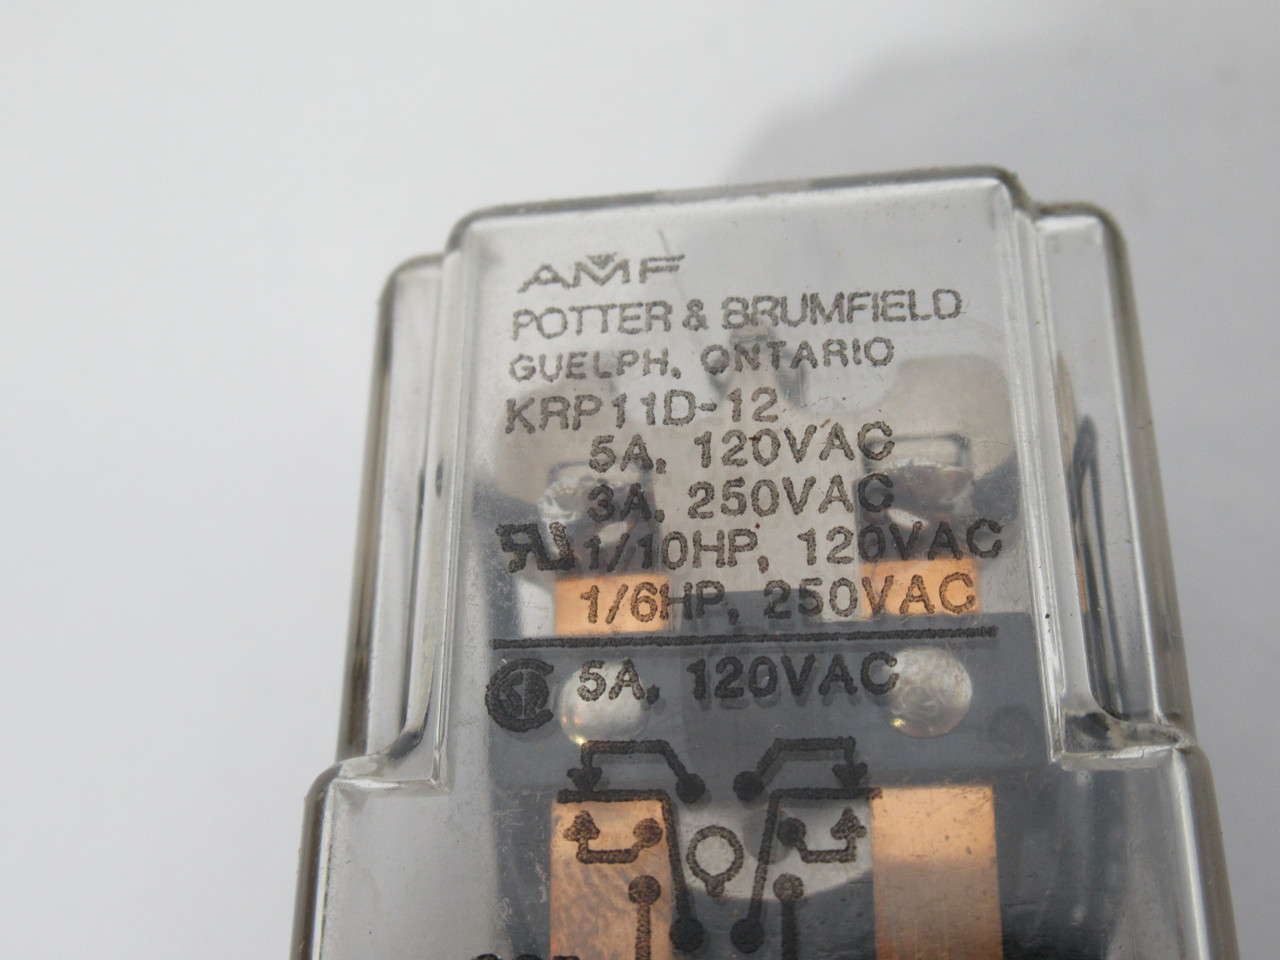 AMF
POTTER & BRUMFIELD
GUELPH, ONTARIO
KRP11D-12
5A, 120VAC
3A, 250VAC
1/10HP, 120VAC
1/6HP, 250VAC
5A, 120VAC